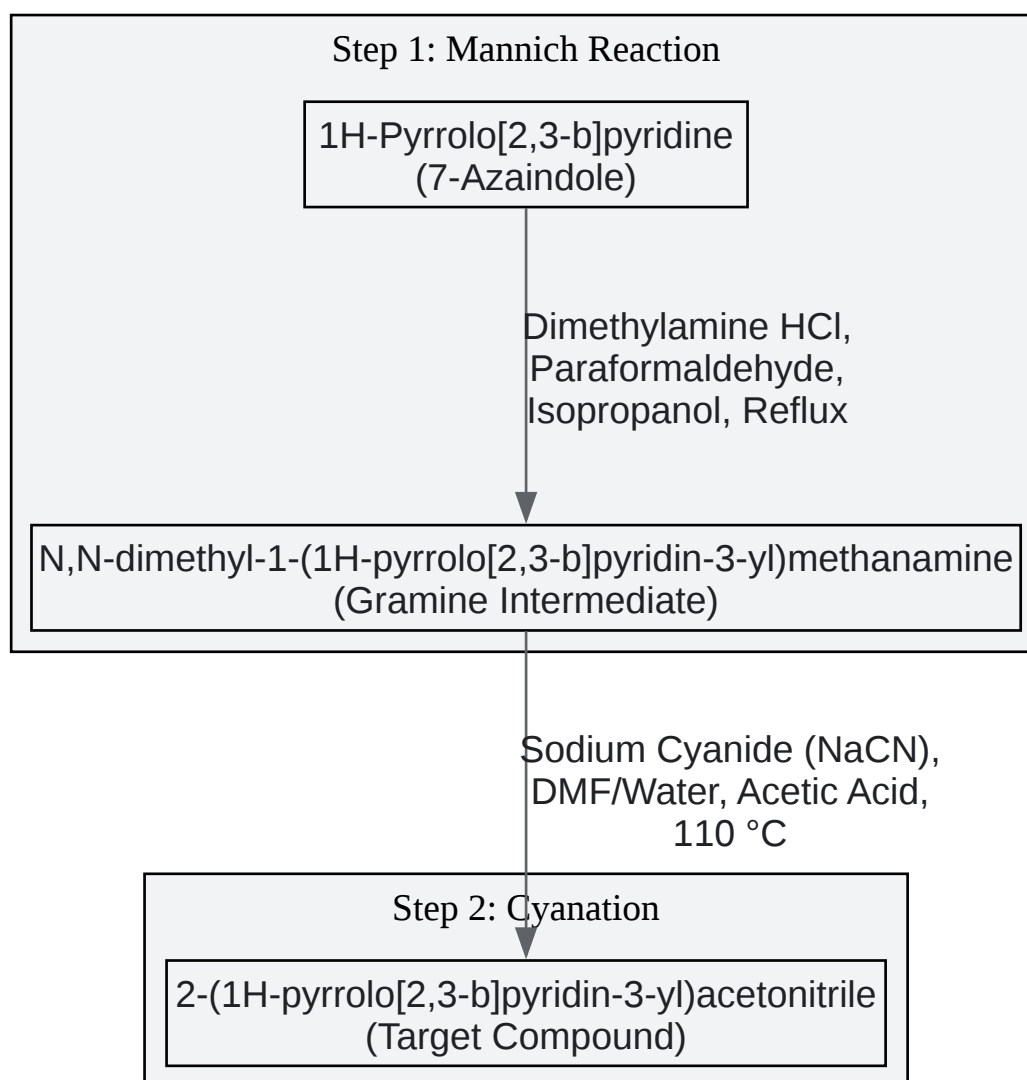 Step 1: Mannich Reaction
1H-Pyrrolo[2,3-b]pyridine
(7-Azaindole)
Dimethylamine HCl,
Paraformaldehyde,
Isopropanol, Reflux
N,N-dimethyl-1-(1H-pyrrolo[2,3-b]pyridin-3-yl)methanamine
(Gramine Intermediate)
Sodium Cyanide (NaCN),
DMF/Water, Acetic Acid,
110 °C
Step 2: Cyanation
2-(1H-pyrrolo[2,3-b]pyridin-3-yl)acetonitrile
(Target Compound)